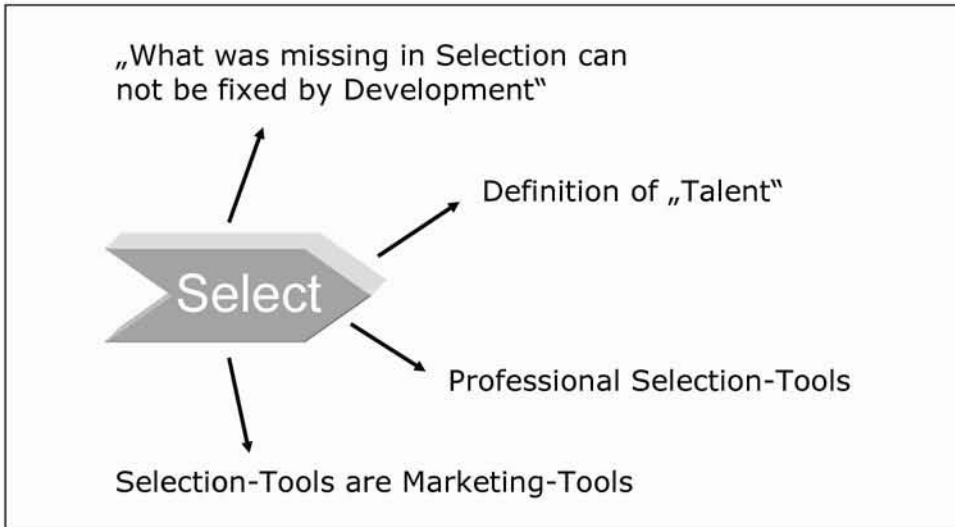 „What was missing in Selection can
not be fixed by Development“
Definition of „Talent“
Select
Professional Selection-Tools
Selection-Tools are Marketing-Tools